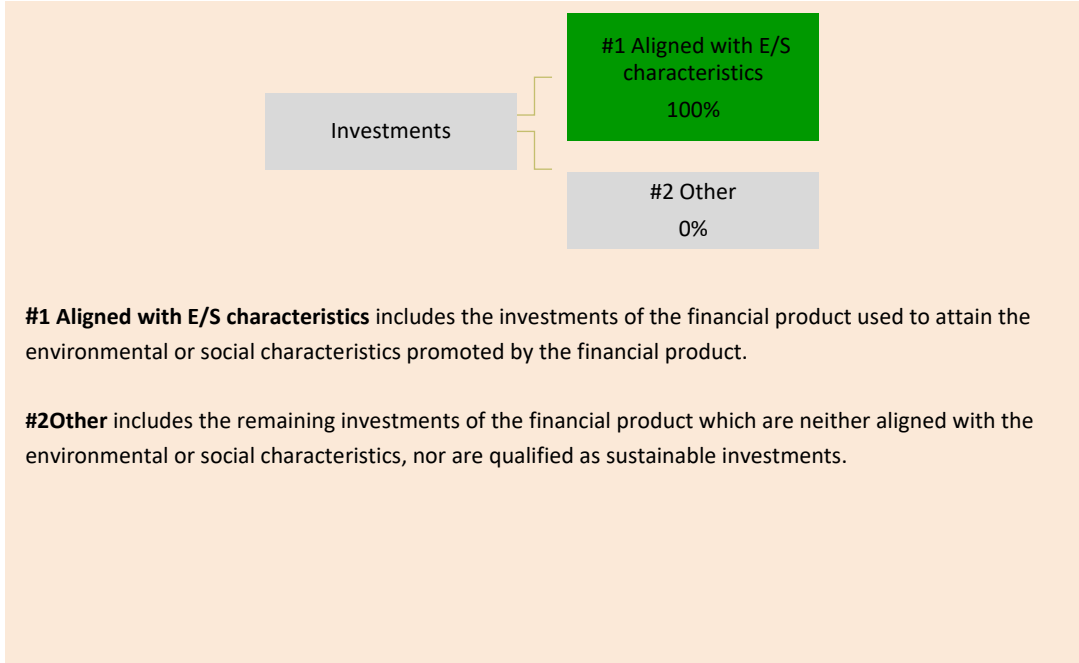 #1 Aligned with E/S
characteristics
100%
Investments
#2 Other
0%
#1 Aligned with E/S characteristics includes the investments of the financial product used to attain the
environmental or social characteristics promoted by the financial product.
#2Other includes the remaining investments of the financial product which are neither aligned with the
environmental or social characteristics, nor are qualified as sustainable investments.